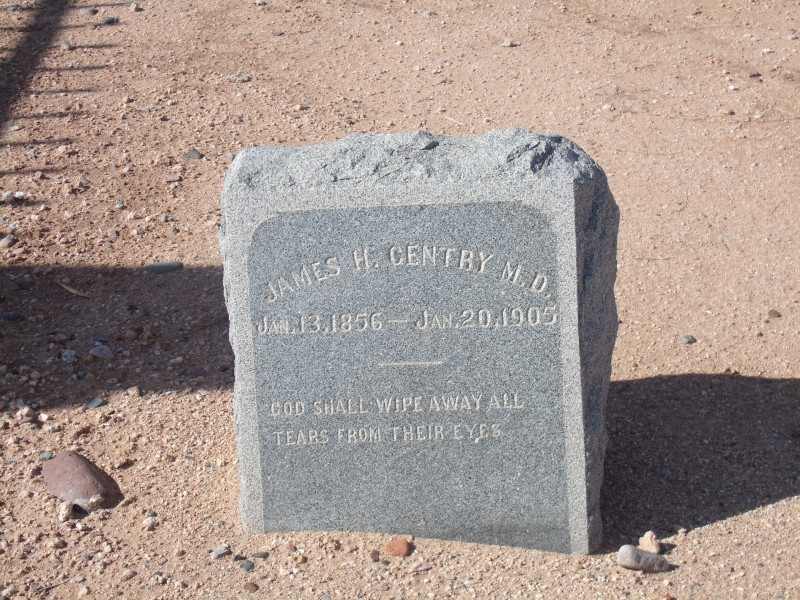 JAMES H. GENTRY M.D.
JAN. 13, 1856 — JAN. 20, 1905
GOD SHALL WIPE AWAY ALL
TEARS FROM THEIR EYES